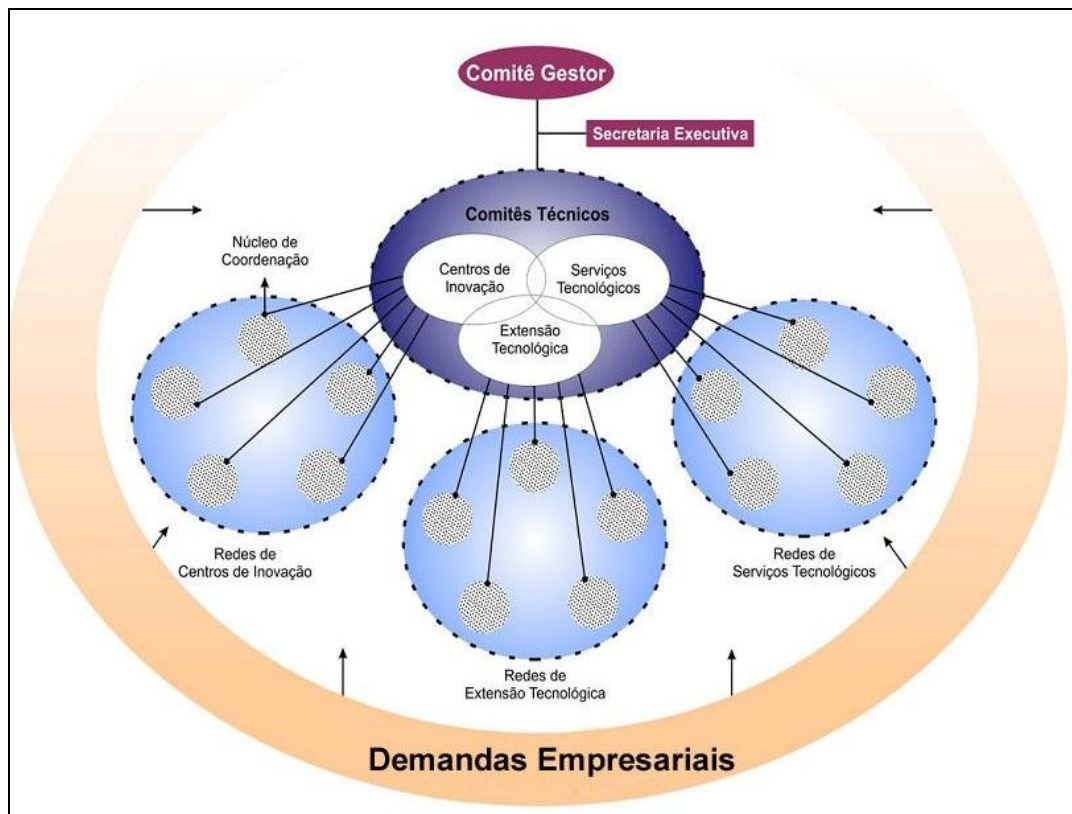 Comitê Gestor
Secretaria Executiva
Comitês Técnicos
Núcleo de
Coordenação
Centros de
Inovação
Serviços
Tecnológicos
Extensão
Tecnológica
Redes de
Centros de Inovação
Redes de
Serviços Tecnológicos
Redes de
Extensão Tecnológica
Demandas Empresariais